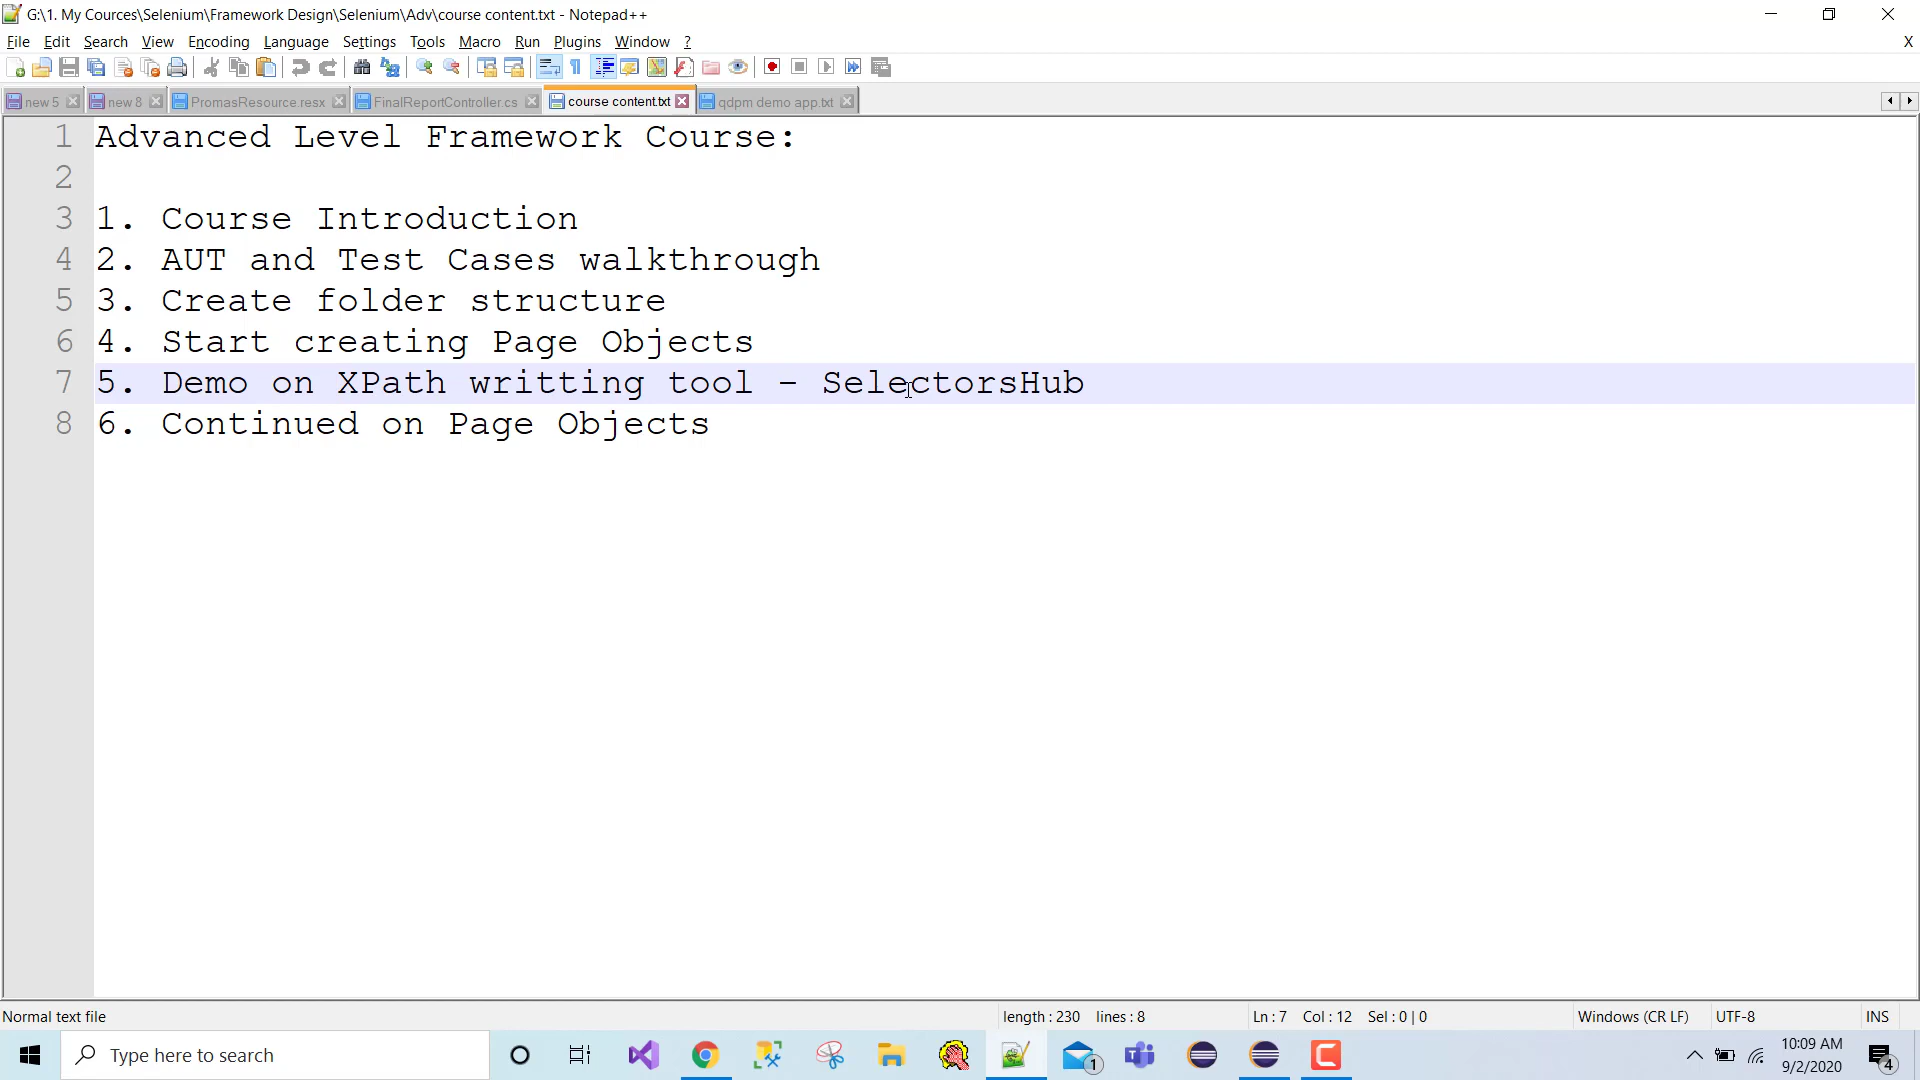 G:\1. My Cources\Selenium\Framework Design\Selenium\Adv\course content.txt - Notepad++
File Edit Search View Encoding Language Settings Tools Macro Run Plugins Window ? X
new 5 new 8 PromasResource.resx FinalReportController.cs course content.txt qdpm demo app.txt
1 Advanced Level Framework Course:
2
3 1. Course Introduction
4 2. AUT and Test Cases walkthrough
5 3. Create folder structure
6 4. Start creating Page Objects
7 5. Demo on XPath writting tool - SelectorsHub
8 6. Continued on Page Objects
Normal text file length : 230 lines : 8 Ln : 7 Col : 12 Sel : 0 | 0 Windows (CR LF) UTF-8 INS
Type here to search 1 10:09 AM
9/2/2020 4